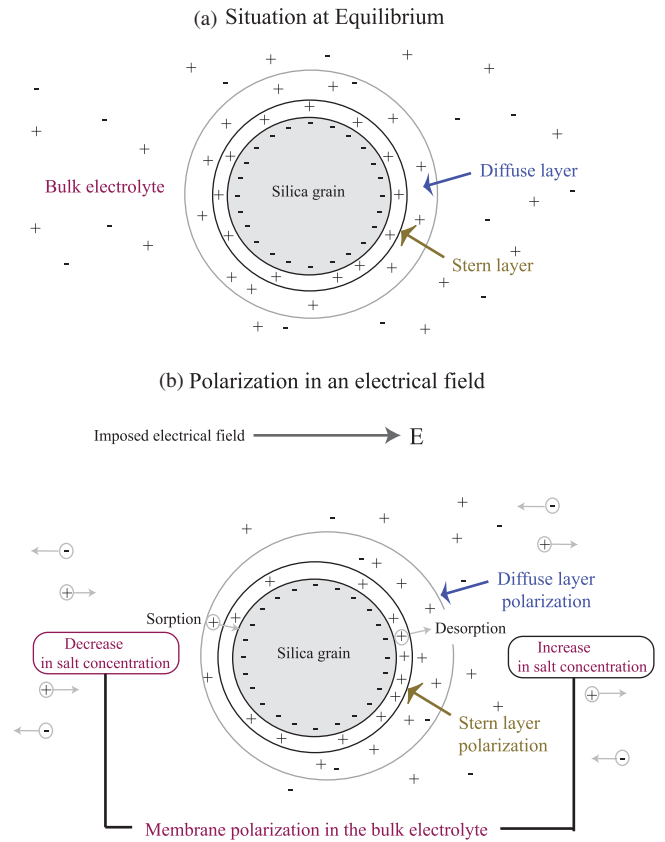 (a) Situation at Equilibrium
Bulk electrolyte
Silica grain
Diffuse layer
Stern layer
(b) Polarization in an electrical field
Imposed electrical field
E
Sorption
Silica grain
Diffuse layer
polarization
Desorption
Decrease
in salt concentration
Increase
in salt concentration
Stern layer
polarization
Membrane polarization in the bulk electrolyte